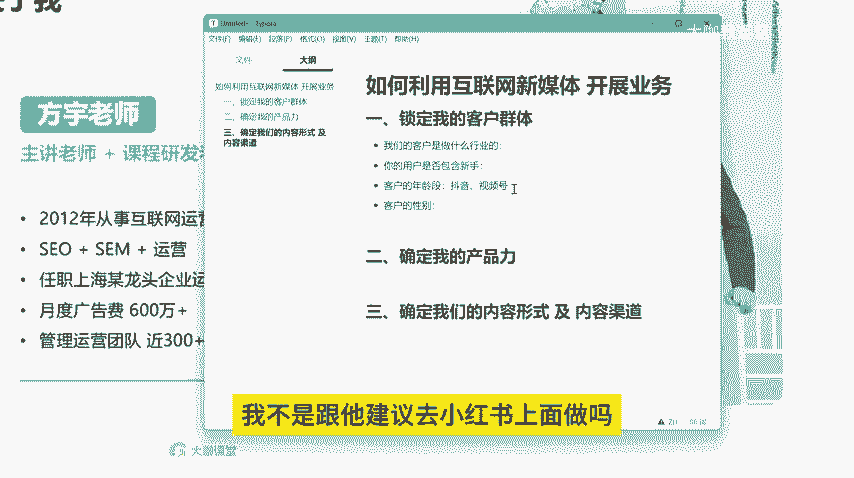 于我
方宇老师
主讲老师 + 课程研发
• 2012年从事互联网运营
• SEO + SEM + 运营
• 任职上海某龙头企业运
• 月度广告费 600万+
• 管理运营团队 近300+
文件(F) 编辑(E) 段落(P) 格式(O) 视图(V) 主题(T) 帮助(H)
文件 大纲
如何利用互联网新媒体 开展业务
一、锁定我的客户群体
二、确定我的产品力
三、确定我们的内容形式 及
内容渠道
如何利用互联网新媒体 开展业务
一、锁定我的客户群体
• 我们的客户是做什么行业的:
• 你的用户是否包含新手:
• 客户的年龄段：抖音、视频号
• 客户的性别:
二、确定我的产品力
三、确定我们的内容形式 及 内容渠道
我不是跟他建议去小红书上面做吗